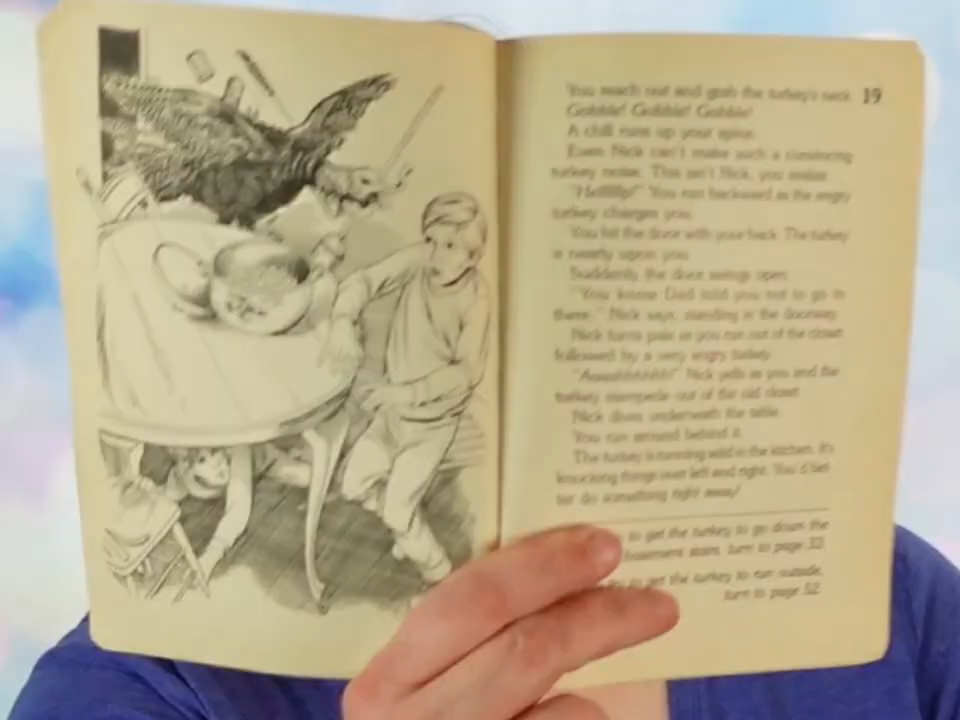 19
You reach out and grab the turkey's neck.
Gobble! Gobble! Gobble!
A chill runs up your spine.
Even Nick can't make such a convincing
turkey noise. This isn't Nick, you realize.
"Hellllp!" You run backward as the angry
turkey charges you.
You hit the door with your back. The turkey
is nearly upon you.
Suddenly the door swings open.
"You know Dad told you not to go in
there," Nick says, standing in the doorway.
Nick turns pale as you run out of the closet
followed by a very angry turkey.
"Aaaahhhhhh!" Nick yells as you and the
turkey stampede out of the old closet.
Nick dives underneath the table.
You run around behind it.
The turkey is running wild in the kitchen. It's
knocking things over left and right. You'd bet-
ter do something right away!
to get the turkey to go down the
basement stairs, turn to page 33.
to get the turkey to run outside,
turn to page 52.